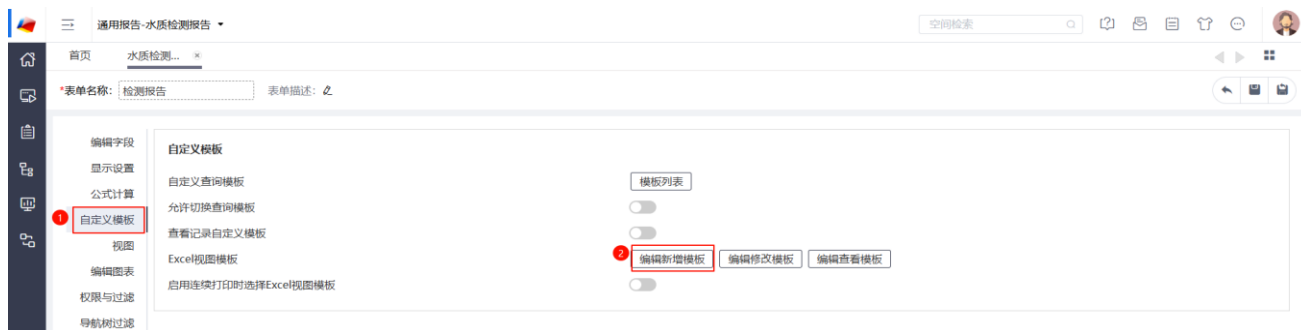 通用报告-水质检测报告
空间检索
首页 水质检测...
*表单名称: 检测报告 表单描述:
编辑字段
显示设置
公式计算
1 自定义模板
视图
编辑图表
权限与过滤
导航树过滤
自定义模板
自定义查询模板 模板列表
允许切换查询模板
查看记录自定义模板
Excel视图模板 2 编辑新增模板 编辑修改模板 编辑查看模板
启用连续打印时选择Excel视图模板